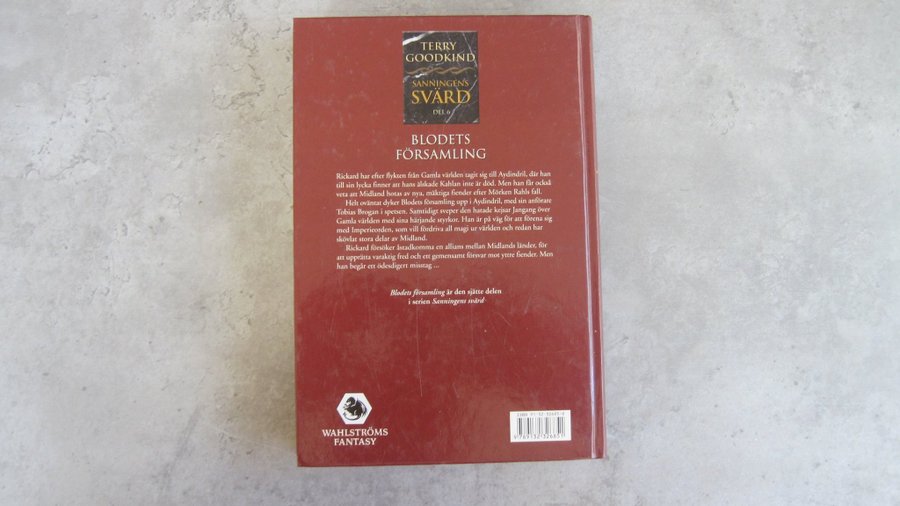 TERRY
GOODKIND
SANNINGENS
SVÄRD
DEL 6
BLODETS
FÖRSAMLING
Rickard har efter flykten från Gamla världen tagit sig till Aydindril, där han
till sin lycka finner att hans älskade Kahlan inte är död. Men han får också
veta att Midland hotas av nya, mäktiga fiender efter Mörken Rahls fall.
Helt oväntat dyker Blodets församling upp i Aydindril, med sin anförare
Tobias Brogan i spetsen. Samtidigt sveper den hatade kejsar Jangang över
Gamla världen med sina härjande styrkor. Han är på väg för att förena sig
med Imperieorden, som vill fördriva all magi ur världen och redan har
skövlat stora delar av Midland.
Rickard försöker åstadkomma en allians mellan Midlands länder, för
att upprätta varaktig fred och ett gemensamt försvar mot yttre fiender. Men
han begår ett ödesdigert misstag ...
Blodets församling är den sjätte delen
i serien Sanningens svärd
WAHLSTRÖMS
FANTASY
ISBN
9 789132 32685